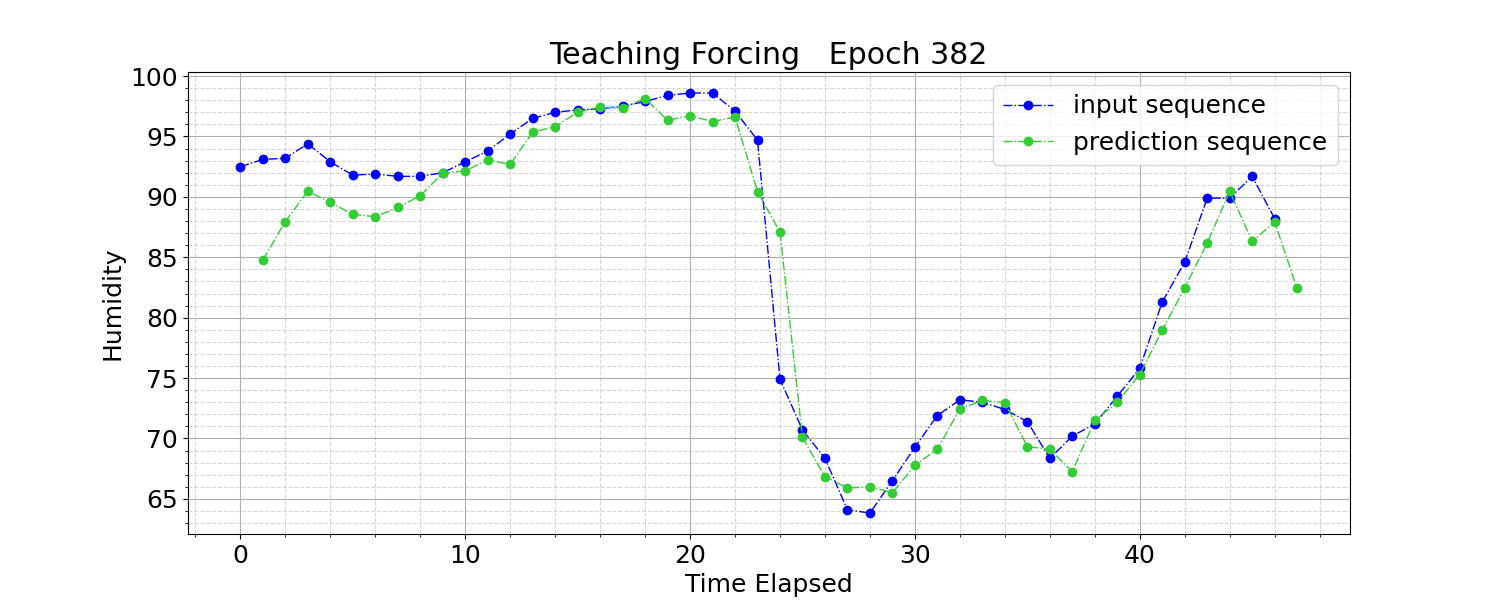 Teaching Forcing   Epoch 382
input sequence
prediction sequence
Humidity
100
95
90
85
80
75
70
65
0 10 20 30 40
Time Elapsed